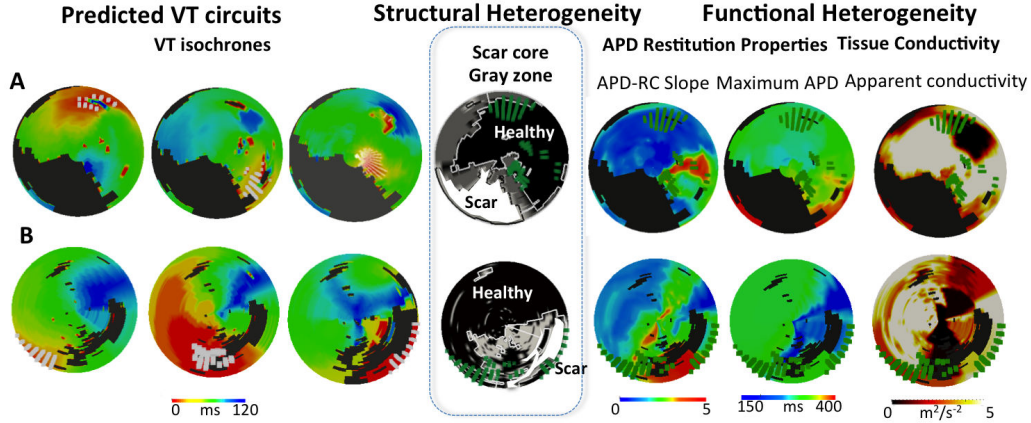 Predicted VT circuits
Structural Heterogeneity
Functional Heterogeneity
VT isochrones
Scar core
Gray zone
APD Restitution Properties
Tissue Conductivity
APD-RC Slope
Maximum APD
Apparent conductivity
A
Healthy
Scar
B
Healthy
Scar
0 ms 120
0 5
150 ms 400
0 m²/s⁻² 5